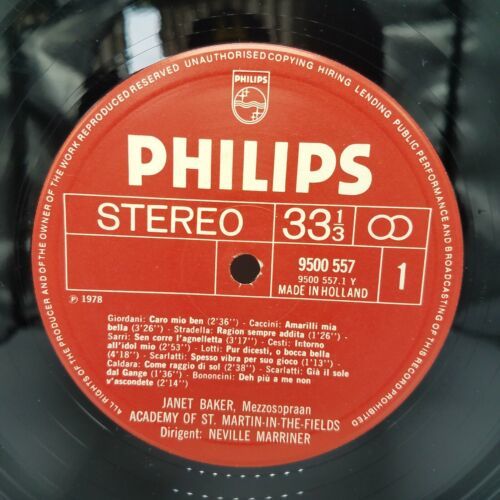 ALL RIGHTS OF THE PRODUCER AND OF THE OWNER OF THE WORK REPRODUCED RESERVED UNAUTHORISED COPYING HIRING LENDING PUBLIC PERFORMANCE AND BROADCASTING OF THIS RECORD PROHIBITED
PHILIPS
PHILIPS
STEREO 33 1/3
9500 557 1
9500 557.1 Y
MADE IN HOLLAND
℗ 1978
Giordani: Caro mio ben (2'36'') - Caccini: Amarilli mia
bella (3'26'') - Stradella: Ragion sempre addita (1'26'') -
Sarri: Sen corre l'agnelletta (3'17'') - Cesti: Intorno
all'idol mio (2'53'') - Lotti: Pur dicesti, o bocca bella
(4'18'') - Scarlatti: Spesso vibra per suo gioco (1'13'') -
Caldara: Come raggio di sol (2'38'') - Scarlatti: Già il sole
dal Gange (1'36'') - Bononcini: Deh più a me non
v'ascondete (2'14'')
JANET BAKER, Mezzosopraan
ACADEMY OF ST. MARTIN-IN-THE-FIELDS
Dirigent: NEVILLE MARRINER